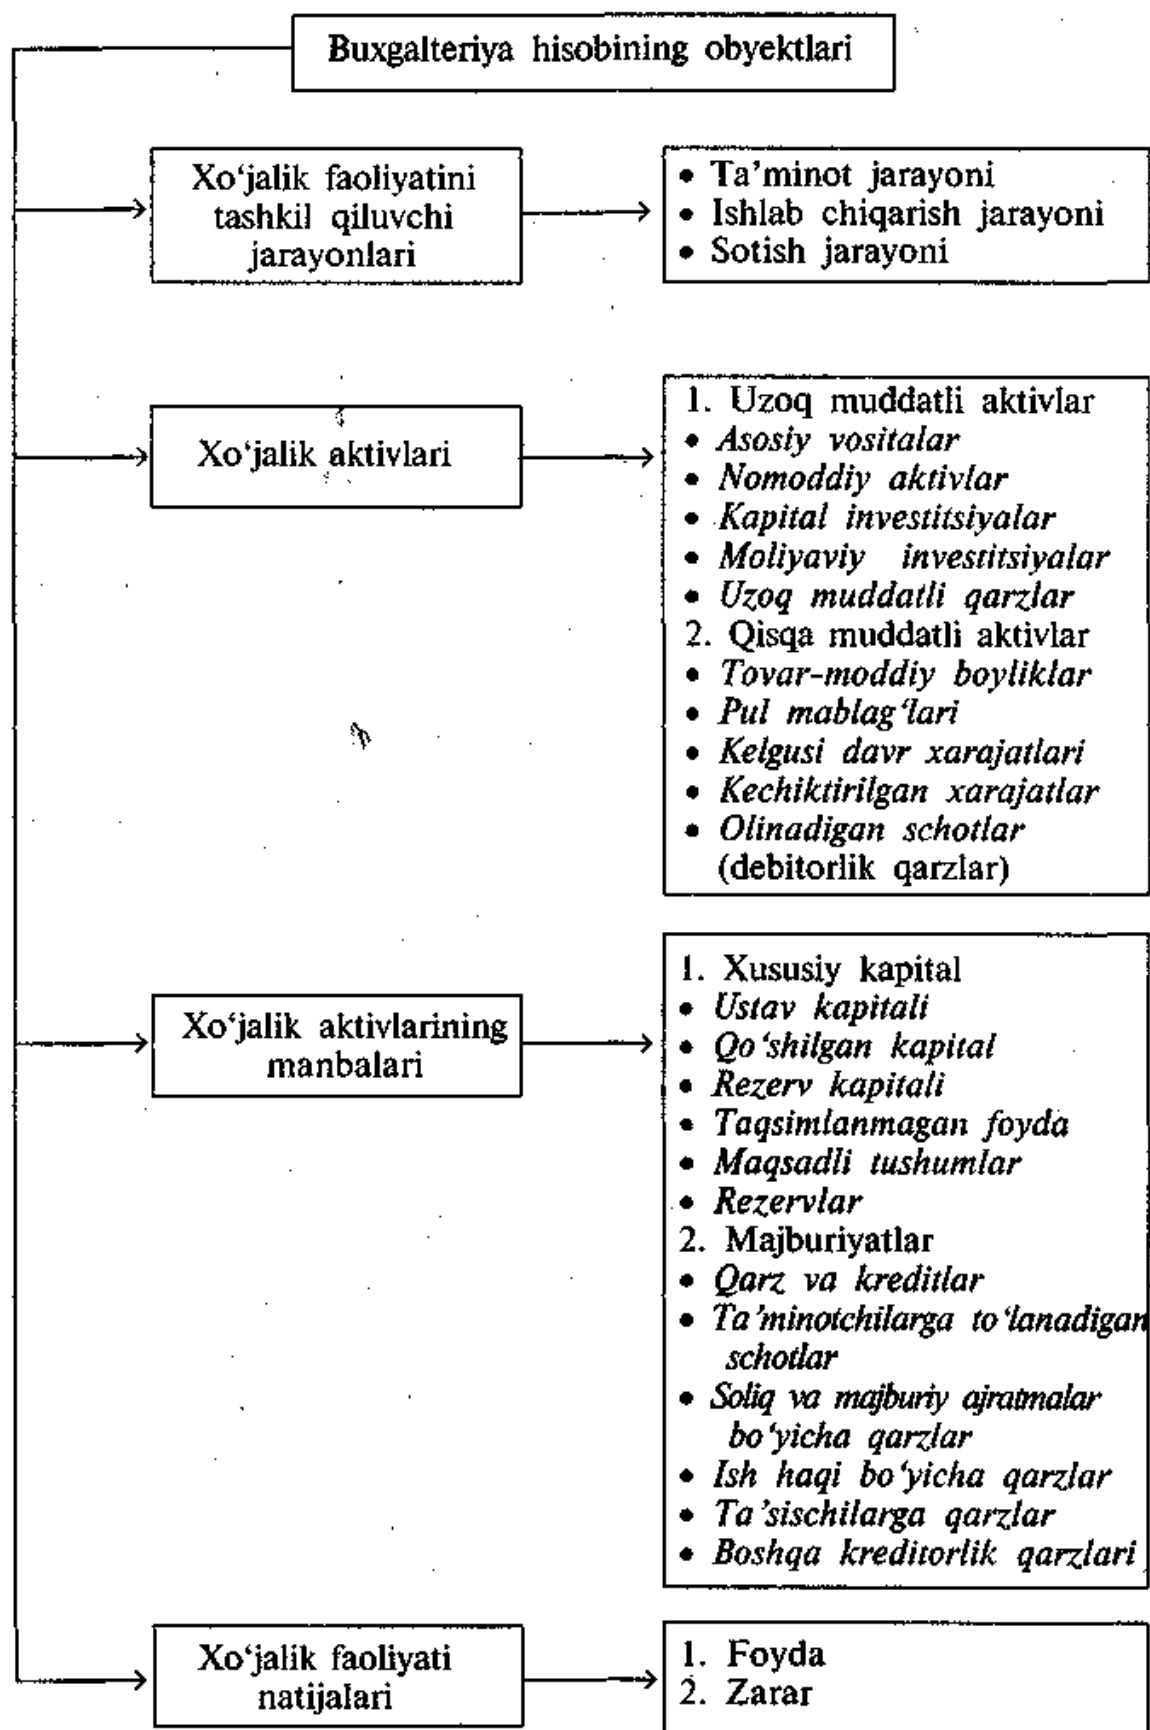 Buxgalteriya hisobining obyektlari
Xo‘jalik faoliyatini
tashkil qiluvchi
jarayonlari
• Ta’minot jarayoni
• Ishlab chiqarish jarayoni
• Sotish jarayoni
Xo‘jalik aktivlari
1. Uzoq muddatli aktivlar
• Asosiy vositalar
• Nomoddiy aktivlar
• Kapital investitsiyalar
• Moliyaviy investitsiyalar
• Uzoq muddatli qarzlar
2. Qisqa muddatli aktivlar
• Tovar-moddiy boyliklar
• Pul mablag‘lari
• Kelgusi davr xarajatlari
• Kechiktirilgan xarajatlar
• Olinadigan schotlar
(debitorlik qarzlar)
Xo‘jalik aktivlarining
manbalari
1. Xususiy kapital
• Ustav kapitali
• Qo‘shilgan kapital
• Rezerv kapitali
• Taqsimlanmagan foyda
• Maqsadli tushumlar
• Rezervlar
2. Majburiyatlar
• Qarz va kreditlar
• Ta’minotchilarga to‘lanadigan
schotlar
• Soliq va majburiy ajratmalar
bo‘yicha qarzlar
• Ish haqi bo‘yicha qarzlar
• Ta’sischilarga qarzlar
• Boshqa kreditorlik qarzlari
Xo‘jalik faoliyati
natijalari
1. Foyda
2. Zarar